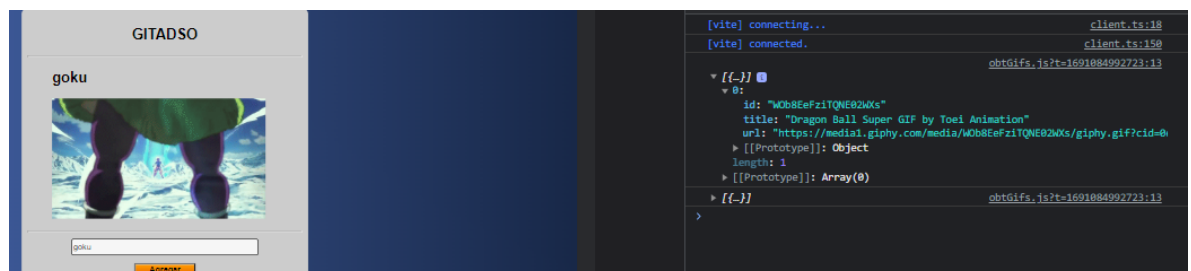 GITADSO
goku
goku
Agregar
[vite] connecting... client.ts:18
[vite] connected. client.ts:150
obtGifs.js?t=1691084992723:13
▼ [{…}] i
▼ 0:
id: "WOb8EeFziTQNE02WXs"
title: "Dragon Ball Super GIF by Toei Animation"
url: "https://media1.giphy.com/media/WOb8EeFziTQNE02WXs/giphy.gif?cid=0
▶ [[Prototype]]: Object
length: 1
▶ [[Prototype]]: Array(0)
▶ [{…}] obtGifs.js?t=1691084992723:13
>